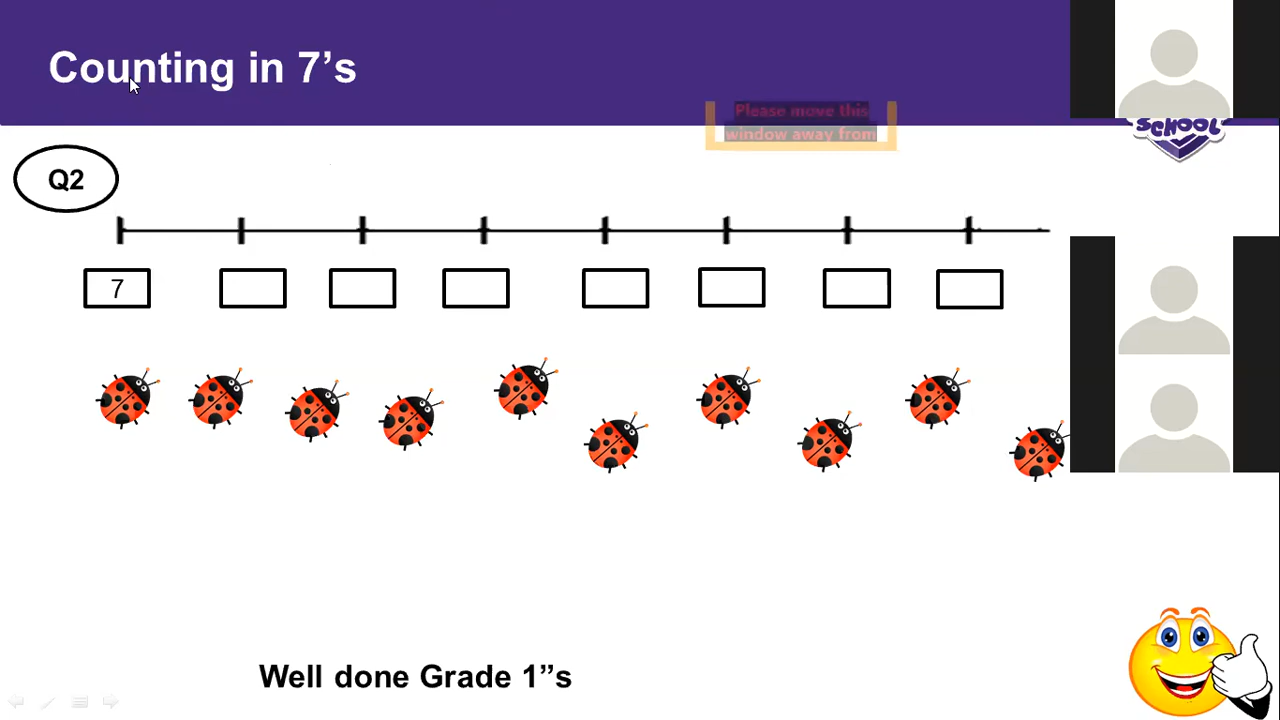 Counting in 7’s
Please move this
window away from
SCHOOL
Q2
7
Well done Grade 1”s